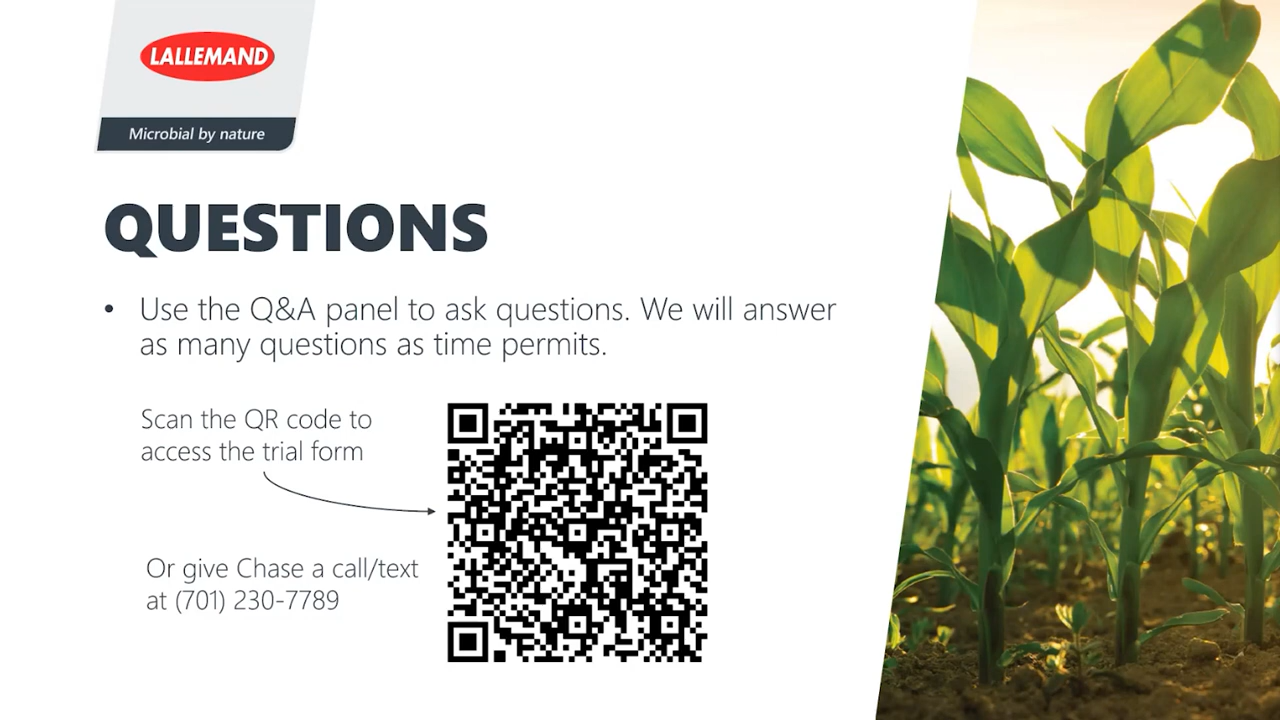 LALLEMAND
Microbial by nature
QUESTIONS
• Use the Q&A panel to ask questions. We will answer
as many questions as time permits.
Scan the QR code to
access the trial form
Or give Chase a call/text
at (701) 230-7789